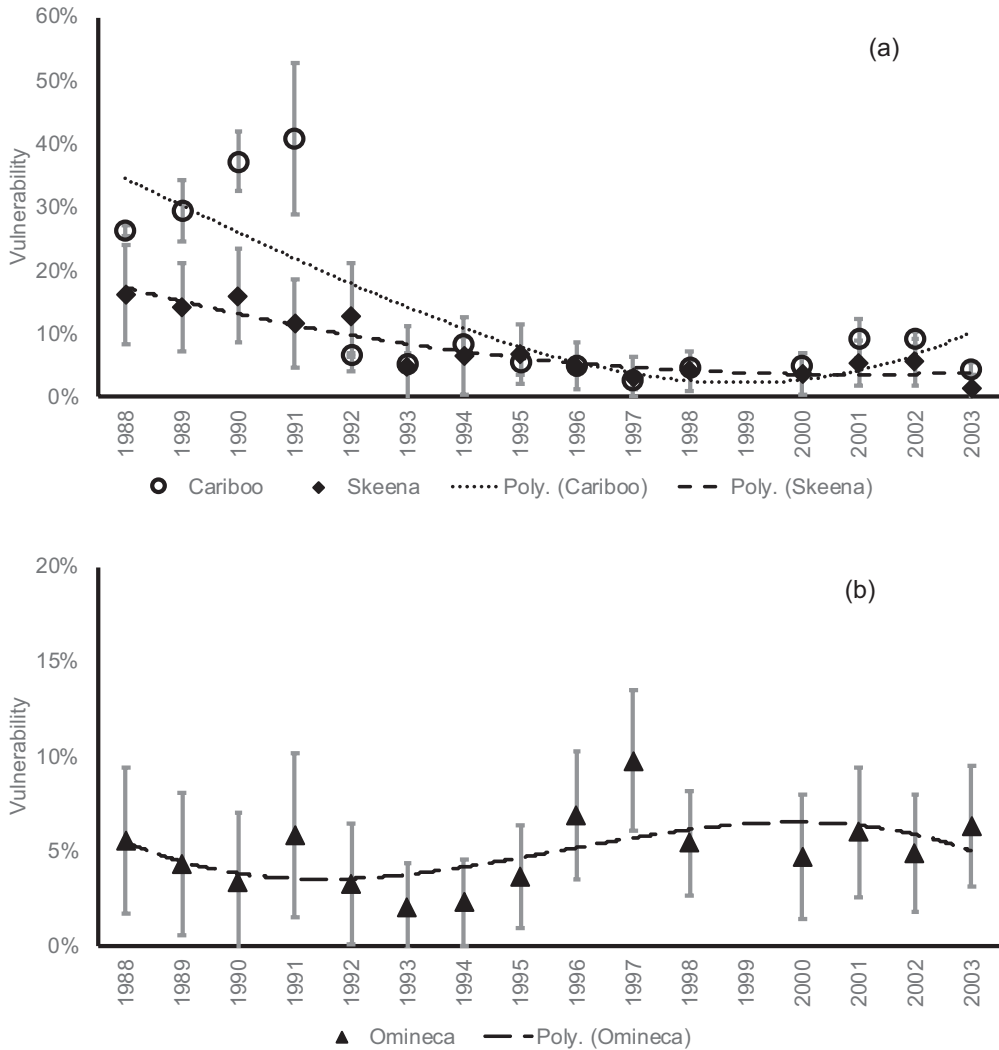 60%
(a)
50%
40%
30%
20%
10%
0%
Vulnerability
1988 1989 1990 1991 1992 1993 1994 1995 1996 1997 1998 1999 2000 2001 2002 2003
Cariboo Skeena Poly. (Cariboo) Poly. (Skeena)
20%
(b)
15%
10%
5%
0%
Vulnerability
1988 1989 1990 1991 1992 1993 1994 1995 1996 1997 1998 1999 2000 2001 2002 2003
Omineca Poly. (Omineca)